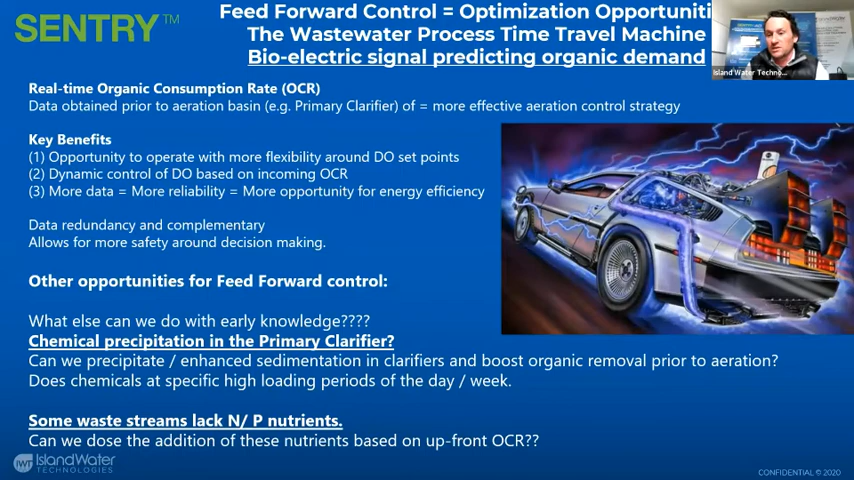 SENTRY™
Feed Forward Control = Optimization Opportuniti
The Wastewater Process Time Travel Machine
Bio-electric signal predicting organic demand
Island Water Techno...
Real-time Organic Consumption Rate (OCR)
Data obtained prior to aeration basin (e.g. Primary Clarifier) of = more effective aeration control strategy
Key Benefits
(1) Opportunity to operate with more flexibility around DO set points
(2) Dynamic control of DO based on incoming OCR
(3) More data = More reliability = More opportunity for energy efficiency
Data redundancy and complementary
Allows for more safety around decision making.
Other opportunities for Feed Forward control:
What else can we do with early knowledge????
Chemical precipitation in the Primary Clarifier?
Can we precipitate / enhanced sedimentation in clarifiers and boost organic removal prior to aeration?
Does chemicals at specific high loading periods of the day / week.
Some waste streams lack N/ P nutrients.
Can we dose the addition of these nutrients based on up-front OCR??
IWT IslandWater
TECHNOLOGIES
CONFIDENTIAL © 2020